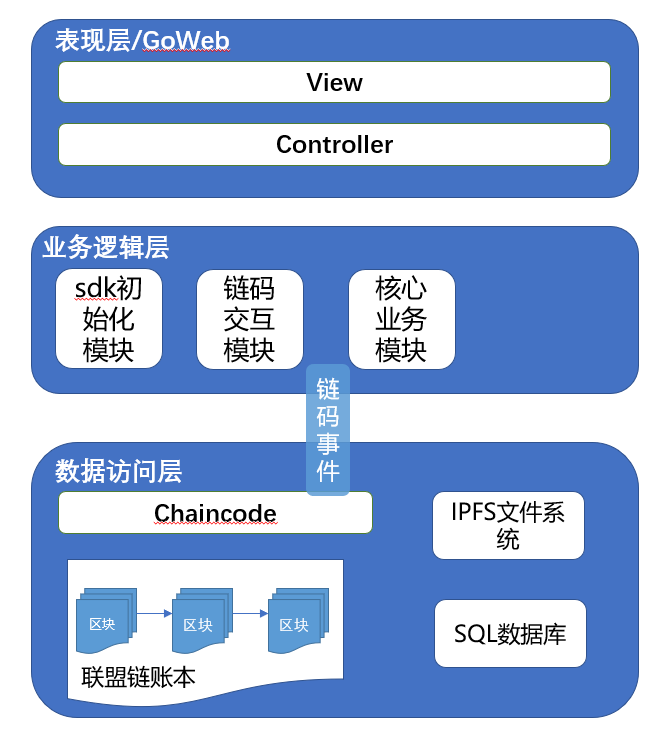 表现层/GoWeb
View
Controller
业务逻辑层
sdk初
始化
模块
链码
交互
模块
核心
业务
模块
链
码
事
件
数据访问层
Chaincode
IPFS文件系
统
区块
区块
区块
联盟链账本
SQL数据库